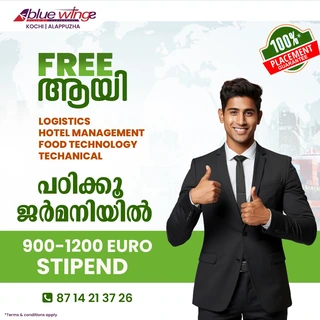 blue wings
KOCHI | ALAPPUZHA
FREE
ആയി
100%
PLACEMENT
GUARANTEE
LOGISTICS
HOTEL MANAGEMENT
FOOD TECHNOLOGY
TECHANICAL
പഠിക്കൂ
ജർമനിയിൽ
900-1200 EURO
STIPEND
87 14 21 37 26
*Terms & conditions apply.